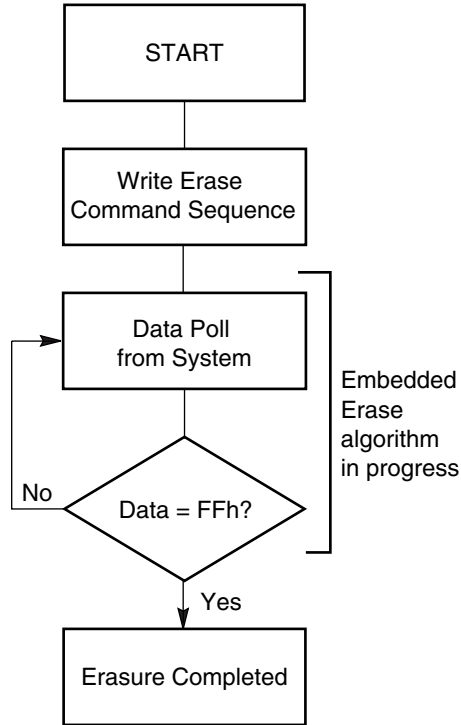 START
Write Erase
Command Sequence
Data Poll
from System
Embedded
Erase
algorithm
in progress
No
Data = FFh?
Yes
Erasure Completed